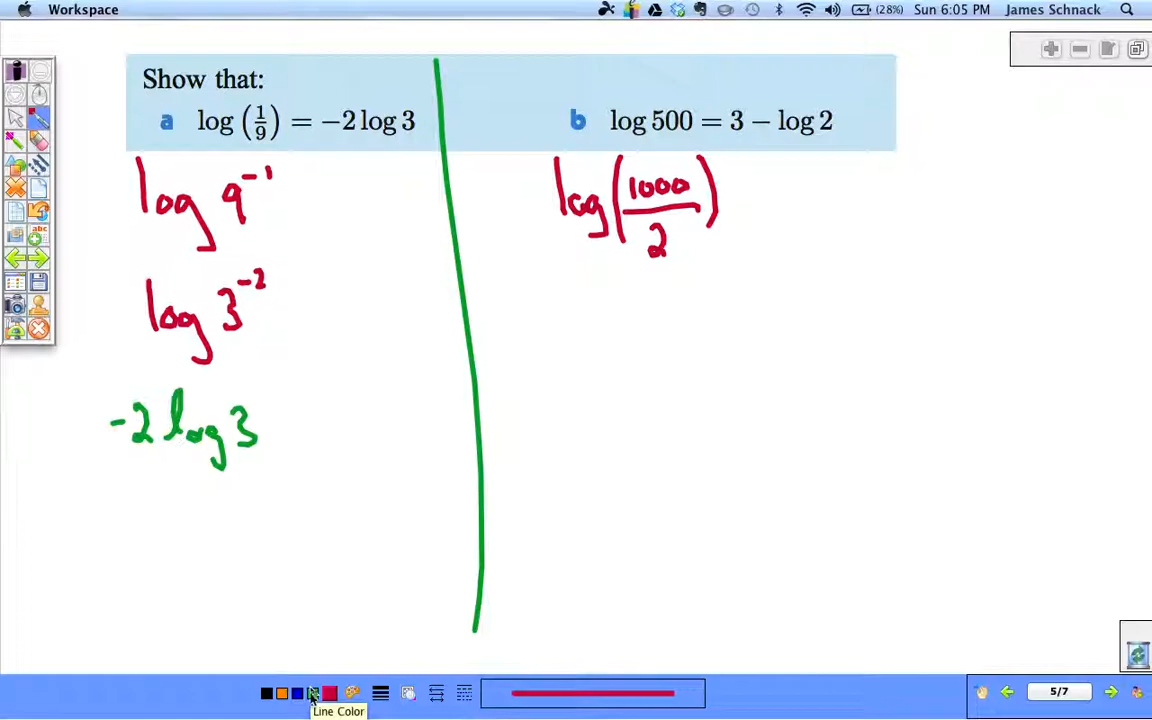 Workspace (28%) Sun 6:05 PM James Schnack
Show that:
a log (1/9) = −2 log 3
b log 500 = 3 − log 2
log 9⁻¹
log 3⁻²
-2 log 3
log(1000/2)
abc
Line Color
5/7